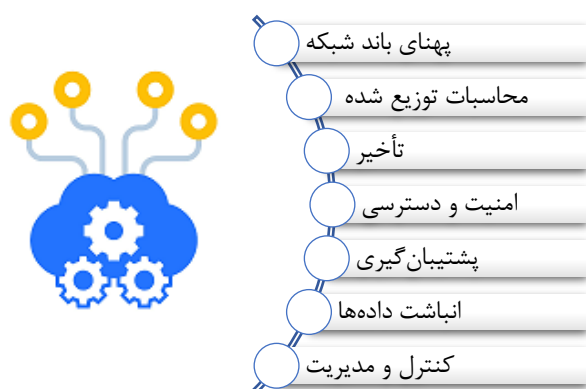 پهنای باند شبکه
محاسبات توزیع شده
تأخیر
امنیت و دسترسی
پشتیبان‌گیری
انباشت داده‌ها
کنترل و مدیریت